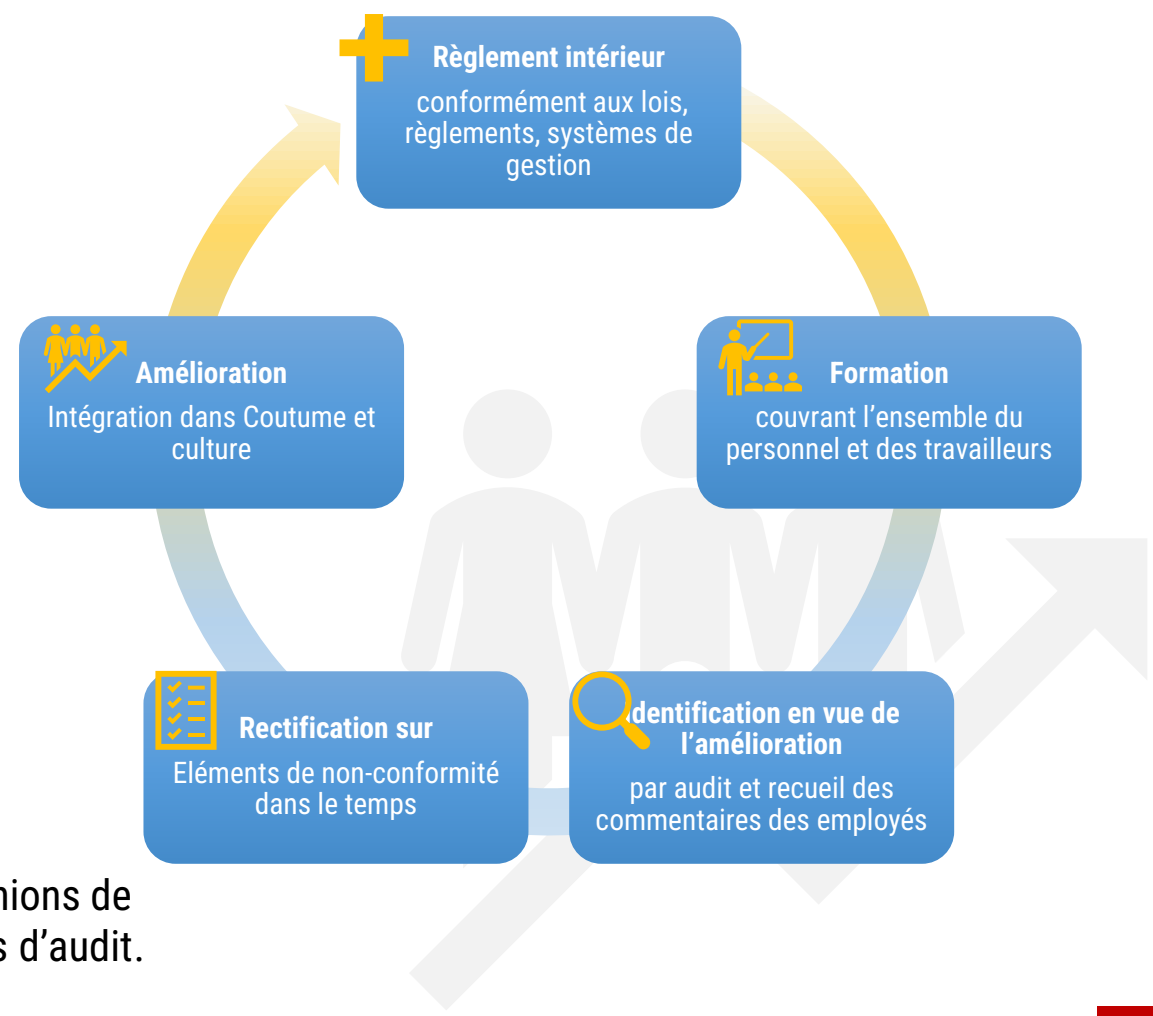 Règlement intérieur
conformément aux lois,
règlements, systèmes de
gestion
Formation
couvrant l'ensemble du
personnel et des travailleurs
dentification en vue de
l'amélioration
par audit et recueil des
commentaires des employés
Rectification sur
Eléments de non-conformité
dans le temps
Amélioration
Intégration dans Coutume et
culture
nions de
s d'audit.